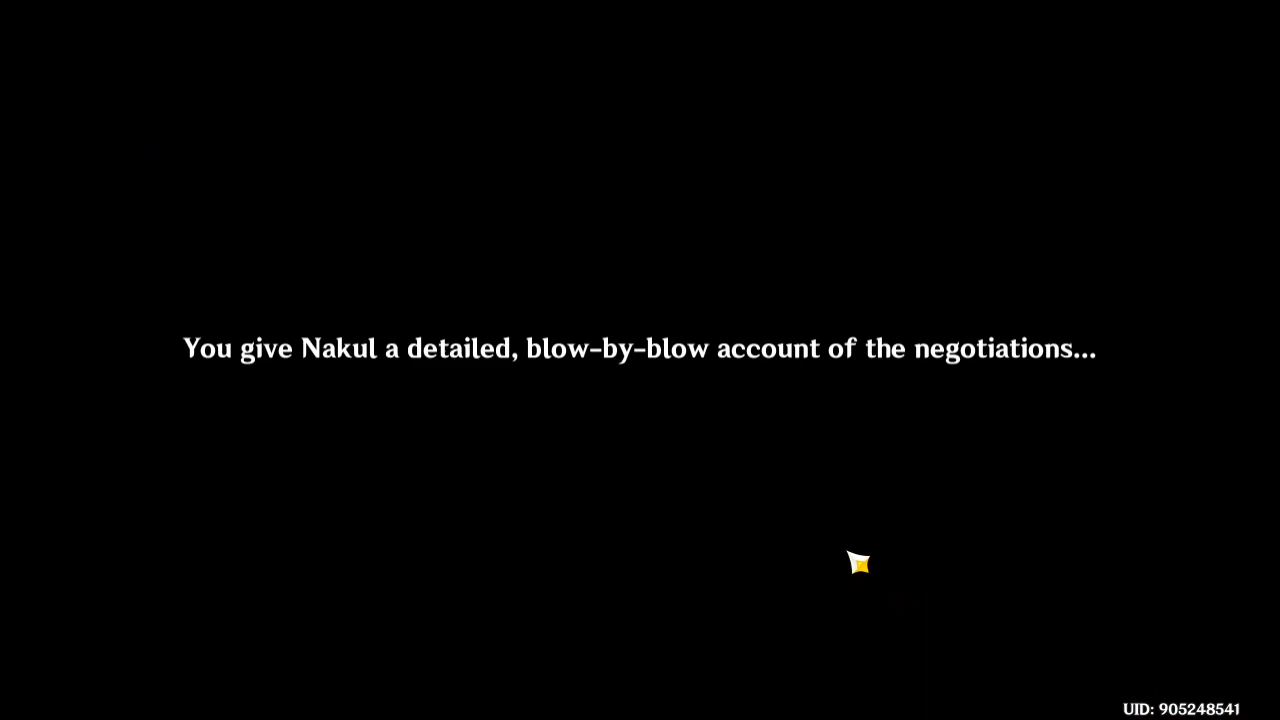 You give Nakul a detailed, blow-by-blow account of the negotiations...
UID: 905248541